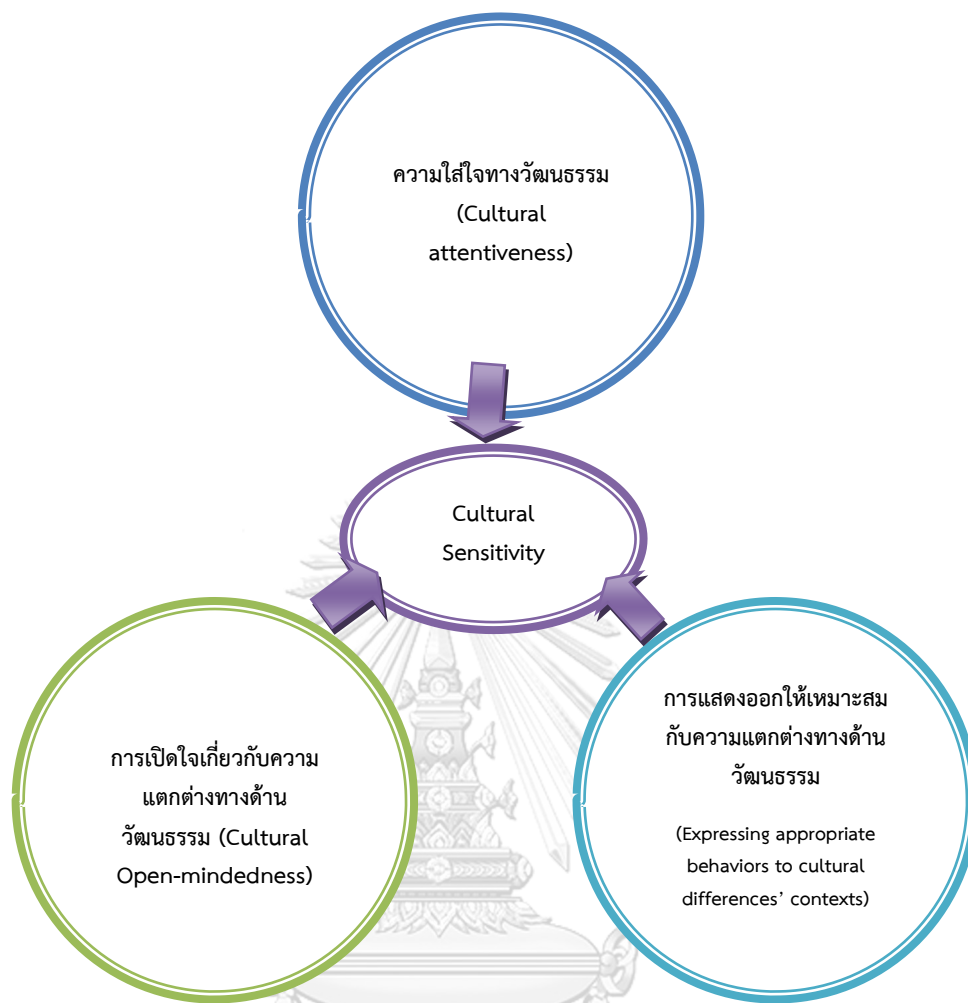 ความใส่ใจทางวัฒนธรรม
(Cultural
attentiveness)
Cultural
Sensitivity
การเปิดใจเกี่ยวกับความ
แตกต่างทางด้าน
วัฒนธรรม (Cultural
Open-mindedness)
การแสดงออกให้เหมาะสม
กับความแตกต่างทางด้าน
วัฒนธรรม
(Expressing appropriate
behaviors to cultural
differences' contexts)